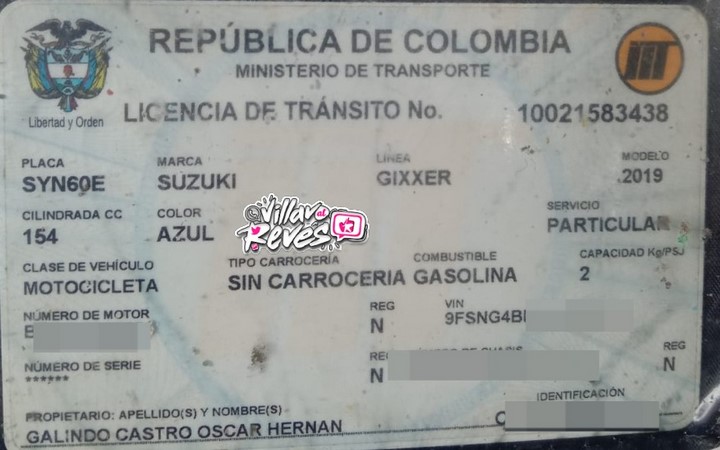 REPÚBLICA DE COLOMBIA
MINISTERIO DE TRANSPORTE
Libertad y Orden
LICENCIA DE TRÁNSITO No. 10021583438
PLACA MARCA LÍNEA MODELO
SYN60E SUZUKI GIXXER 2019
CILINDRADA CC COLOR SERVICIO
154 AZUL PARTICULAR
Villavo al Revés
CLASE DE VEHÍCULO TIPO CARROCERÍA COMBUSTIBLE CAPACIDAD Kg/PSJ
MOTOCICLETA SIN CARROCERIA GASOLINA 2
NÚMERO DE MOTOR REG VIN
N 9FSNG4B
NÚMERO DE SERIE REG REG
****** N N
IDENTIFICACIÓN
PROPIETARIO: APELLIDO(S) Y NOMBRE(S)
GALINDO CASTRO OSCAR HERNAN